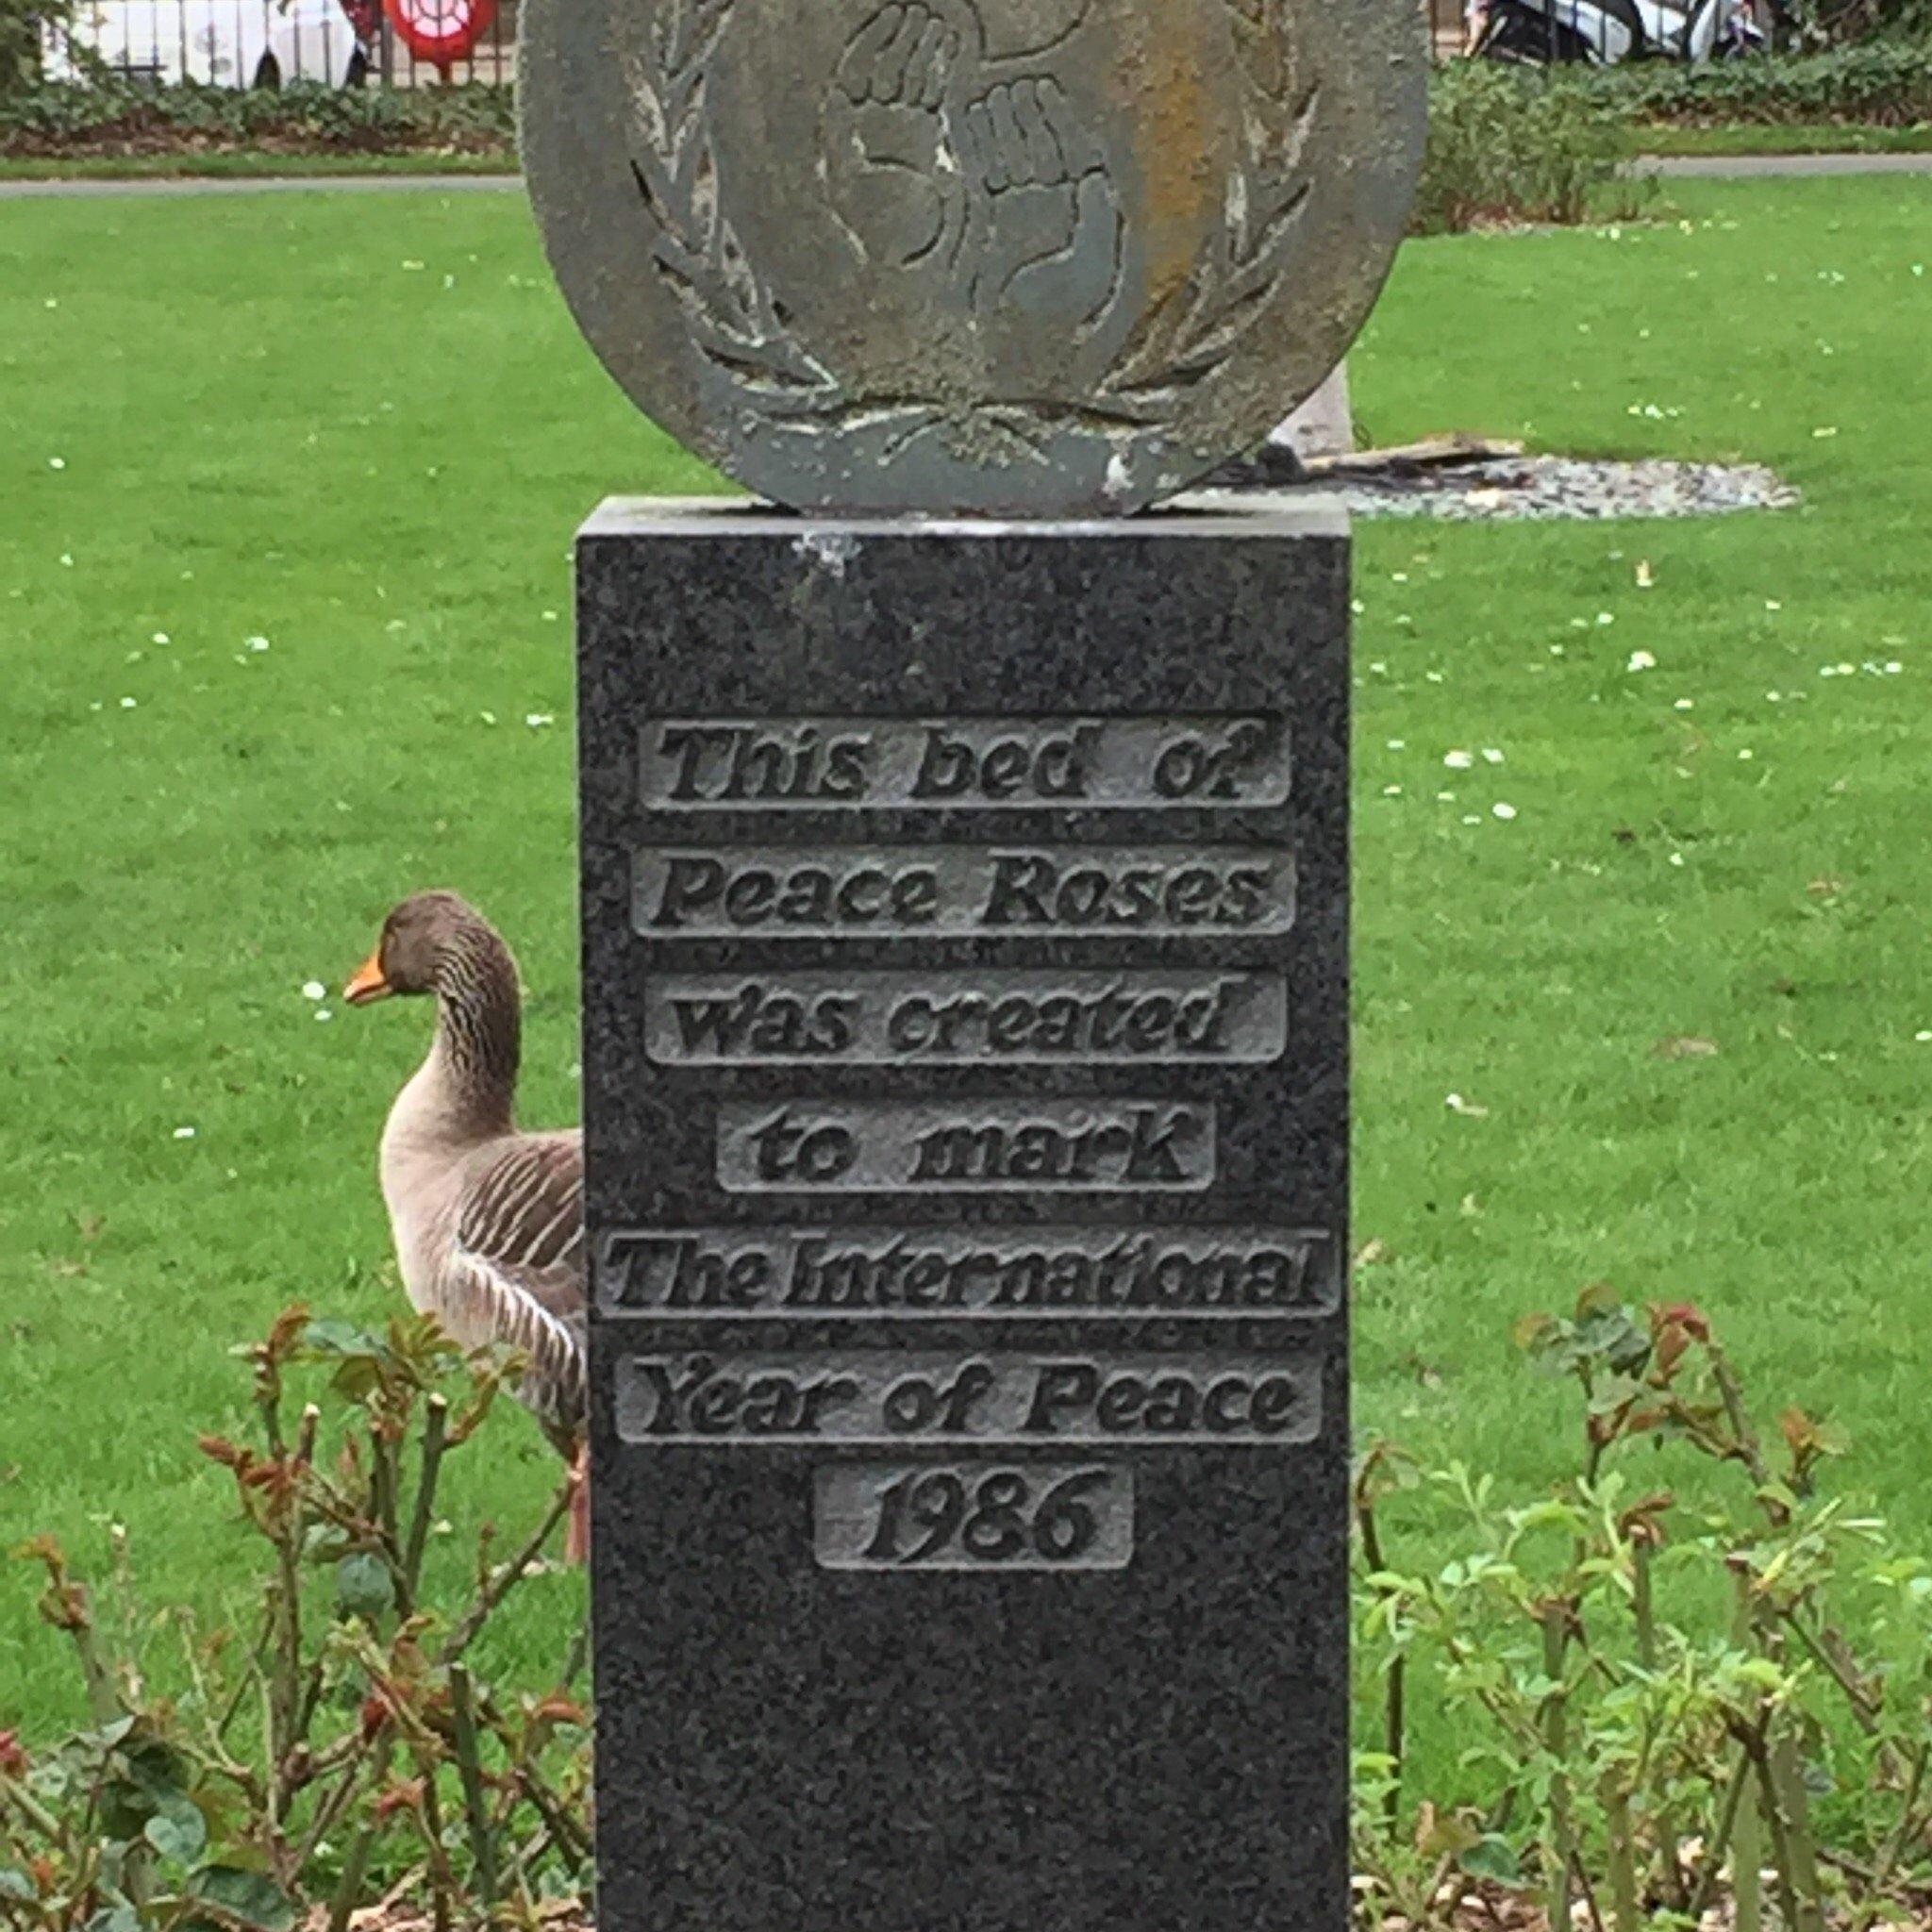 This bed of
Peace Roses
was created
to mark
The International
Year of Peace
1986